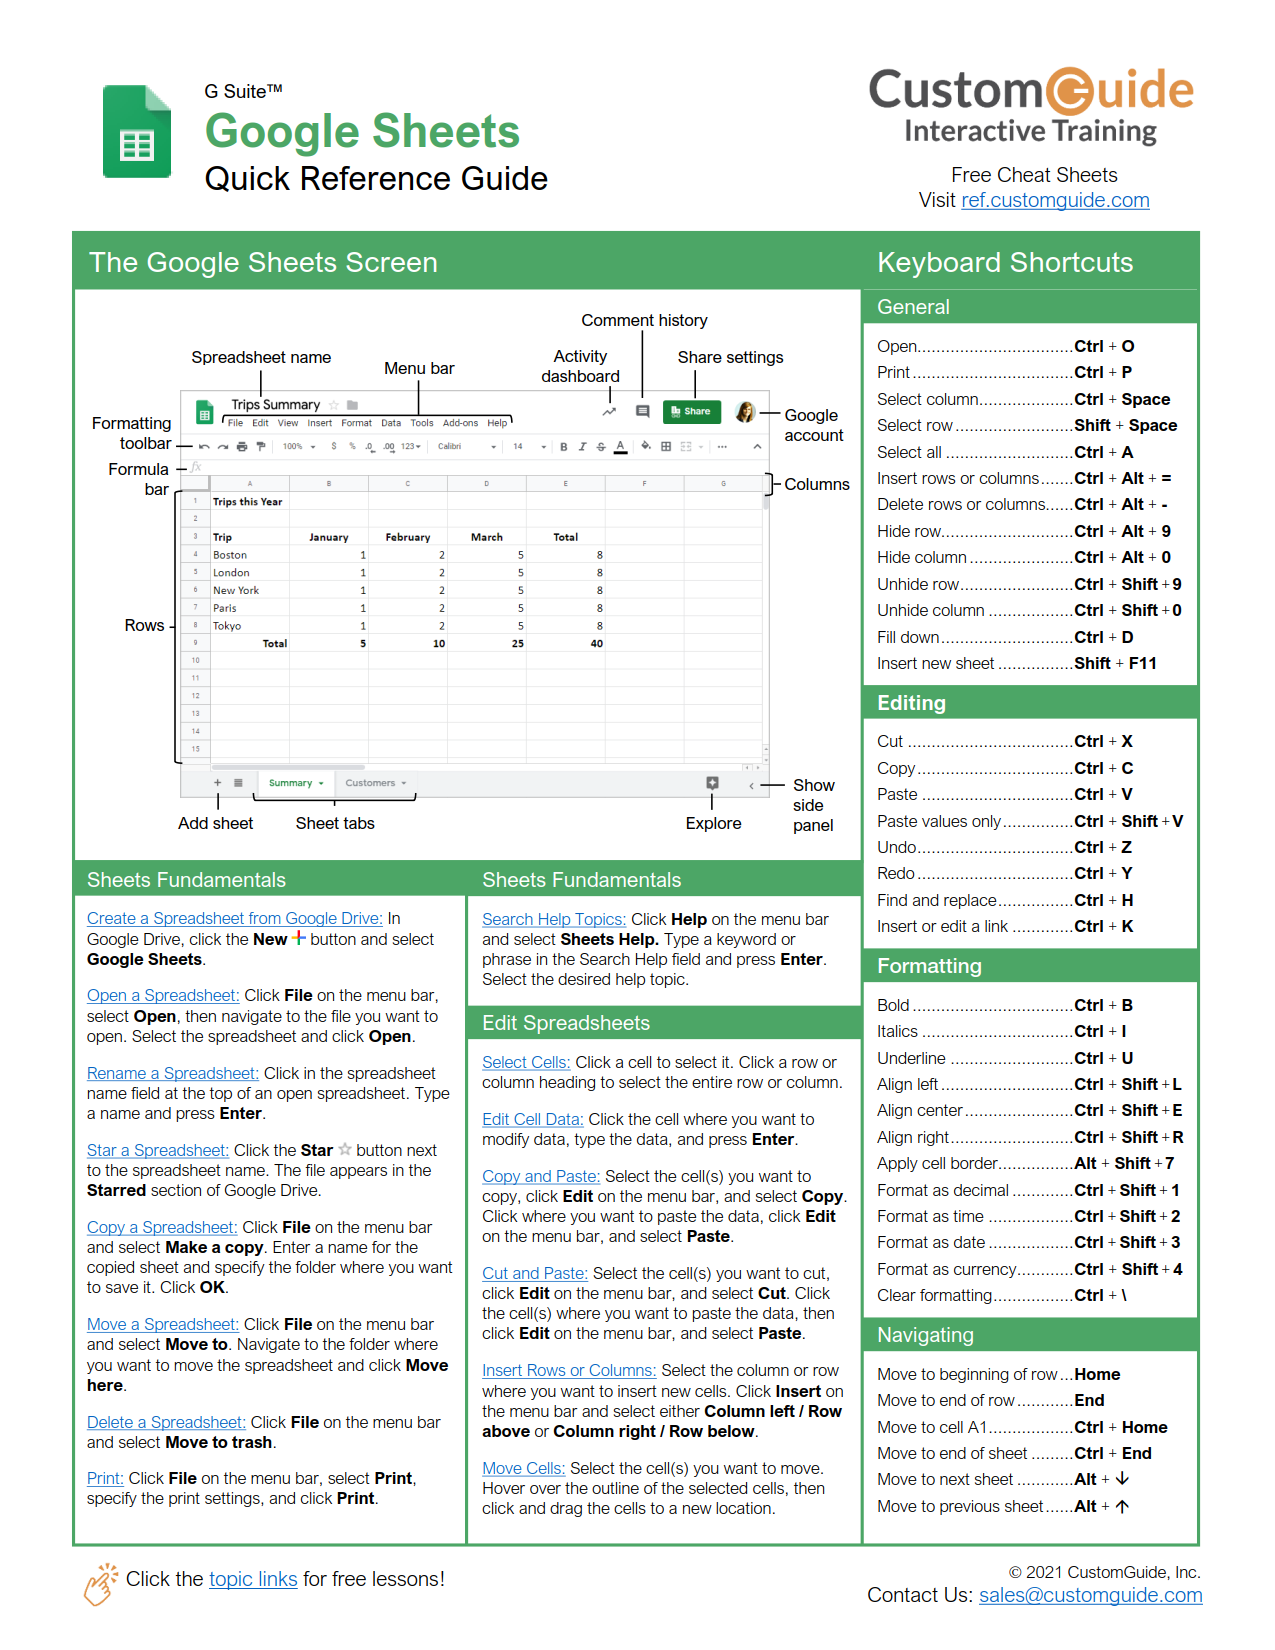 G Suite™
Google Sheets
Quick Reference Guide
CustomGuide
Interactive Training
Free Cheat Sheets
Visit ref.customguide.com
The Google Sheets Screen
Comment history
Spreadsheet name
Menu bar
Activity
dashboard
Share settings
Trips Summary
Share
File Edit View Insert Format Data Tools Add-ons Help
Google
account
Formatting
toolbar
100% $ % .0 .00 123 Calibri 14 B I S A
Formula
bar
fx
Columns
A B C D E F G
1 Trips this Year
2
3 Trip January February March Total
4 Boston 1 2 5 8
5 London 1 2 5 8
6 New York 1 2 5 8
7 Paris 1 2 5 8
8 Tokyo 1 2 5 8
9 Total 5 10 25 40
10
11
12
13
14
15
Rows
+ Summary Customers
Add sheet
Sheet tabs
Explore
Show
side
panel
Sheets Fundamentals
Create a Spreadsheet from Google Drive: In
Google Drive, click the New button and select
Google Sheets.
Open a Spreadsheet: Click File on the menu bar,
select Open, then navigate to the file you want to
open. Select the spreadsheet and click Open.
Rename a Spreadsheet: Click in the spreadsheet
name field at the top of an open spreadsheet. Type
a name and press Enter.
Star a Spreadsheet: Click the Star ☆ button next
to the spreadsheet name. The file appears in the
Starred section of Google Drive.
Copy a Spreadsheet: Click File on the menu bar
and select Make a copy. Enter a name for the
copied sheet and specify the folder where you want
to save it. Click OK.
Move a Spreadsheet: Click File on the menu bar
and select Move to. Navigate to the folder where
you want to move the spreadsheet and click Move
here.
Delete a Spreadsheet: Click File on the menu bar
and select Move to trash.
Print: Click File on the menu bar, select Print,
specify the print settings, and click Print.
Sheets Fundamentals
Search Help Topics: Click Help on the menu bar
and select Sheets Help. Type a keyword or
phrase in the Search Help field and press Enter.
Select the desired help topic.
Edit Spreadsheets
Select Cells: Click a cell to select it. Click a row or
column heading to select the entire row or column.
Edit Cell Data: Click the cell where you want to
modify data, type the data, and press Enter.
Copy and Paste: Select the cell(s) you want to
copy, click Edit on the menu bar, and select Copy.
Click where you want to paste the data, click Edit
on the menu bar, and select Paste.
Cut and Paste: Select the cell(s) you want to cut,
click Edit on the menu bar, and select Cut. Click
the cell(s) where you want to paste the data, then
click Edit on the menu bar, and select Paste.
Insert Rows or Columns: Select the column or row
where you want to insert new cells. Click Insert on
the menu bar and select either Column left / Row
above or Column right / Row below.
Move Cells: Select the cell(s) you want to move.
Hover over the outline of the selected cells, then
click and drag the cells to a new location.
Keyboard Shortcuts
General
Open.................................Ctrl + O
Print..................................Ctrl + P
Select column....................Ctrl + Space
Select row.........................Shift + Space
Select all ...........................Ctrl + A
Insert rows or columns.......Ctrl + Alt + =
Delete rows or columns......Ctrl + Alt + -
Hide row............................Ctrl + Alt + 9
Hide column......................Ctrl + Alt + 0
Unhide row........................Ctrl + Shift + 9
Unhide column ..................Ctrl + Shift + 0
Fill down............................Ctrl + D
Insert new sheet ................Shift + F11
Editing
Cut ...................................Ctrl + X
Copy.................................Ctrl + C
Paste ................................Ctrl + V
Paste values only...............Ctrl + Shift + V
Undo.................................Ctrl + Z
Redo.................................Ctrl + Y
Find and replace................Ctrl + H
Insert or edit a link .............Ctrl + K
Formatting
Bold..................................Ctrl + B
Italics ................................Ctrl + I
Underline ..........................Ctrl + U
Align left............................Ctrl + Shift + L
Align center.......................Ctrl + Shift + E
Align right..........................Ctrl + Shift + R
Apply cell border................Alt + Shift + 7
Format as decimal .............Ctrl + Shift + 1
Format as time ..................Ctrl + Shift + 2
Format as date ..................Ctrl + Shift + 3
Format as currency............Ctrl + Shift + 4
Clear formatting.................Ctrl + \
Navigating
Move to beginning of row...Home
Move to end of row............End
Move to cell A1..................Ctrl + Home
Move to end of sheet .........Ctrl + End
Move to next sheet ............Alt + ↓
Move to previous sheet......Alt + ↑
Click the topic links for free lessons!
© 2021 CustomGuide, Inc.
Contact Us: sales@customguide.com